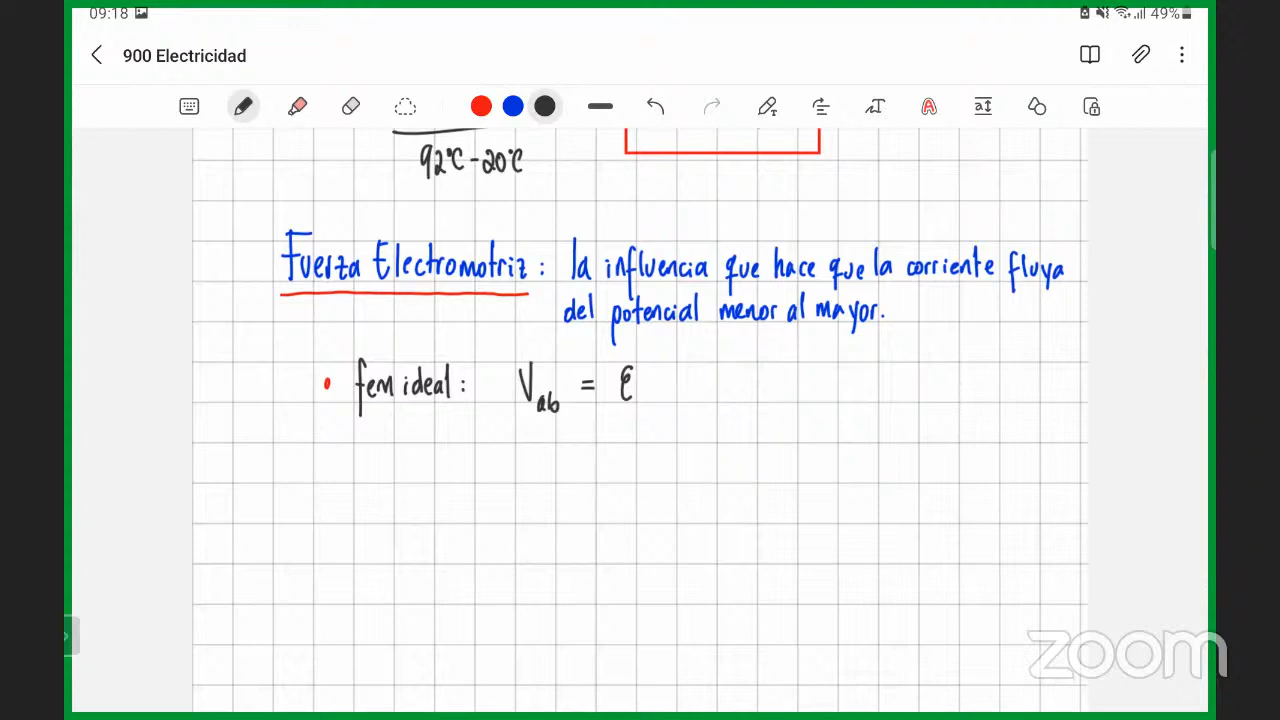 09:18 49%
900 Electricidad
92°C - 20°C
Fuerza Electromotriz: la influencia que hace que la corriente fluya
del potencial menor al mayor.
• fem ideal: Vab = ℰ
zoom